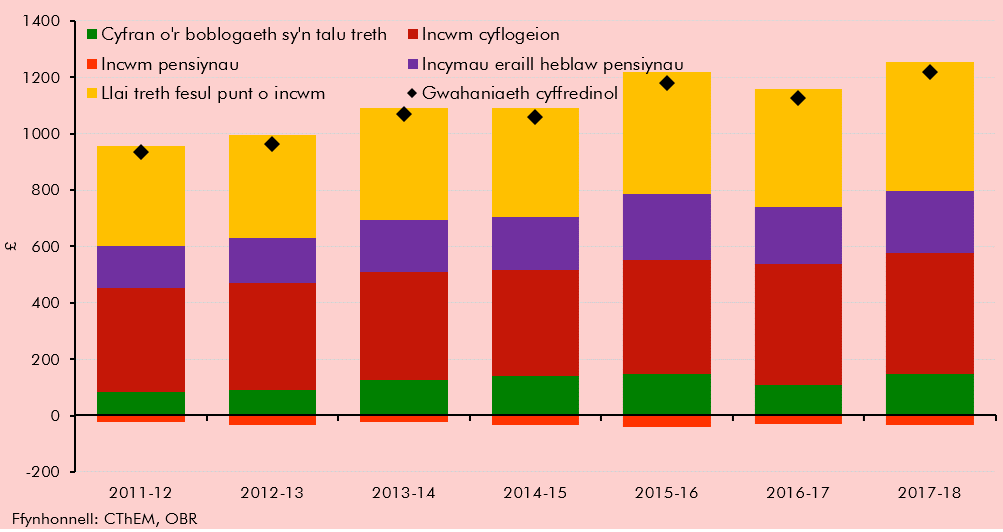 1400
1200
1000
800
600
400
200
0
-200
£
Cyfran o'r boblogaeth sy'n talu treth Incwm cyflogeion
Incwm pensiynau Incymau eraill heblaw pensiynau
Llai treth fesul punt o incwm Gwahaniaeth cyffredinol
2011-12 2012-13 2013-14 2014-15 2015-16 2016-17 2017-18
Ffynhonnell: CThEM, OBR